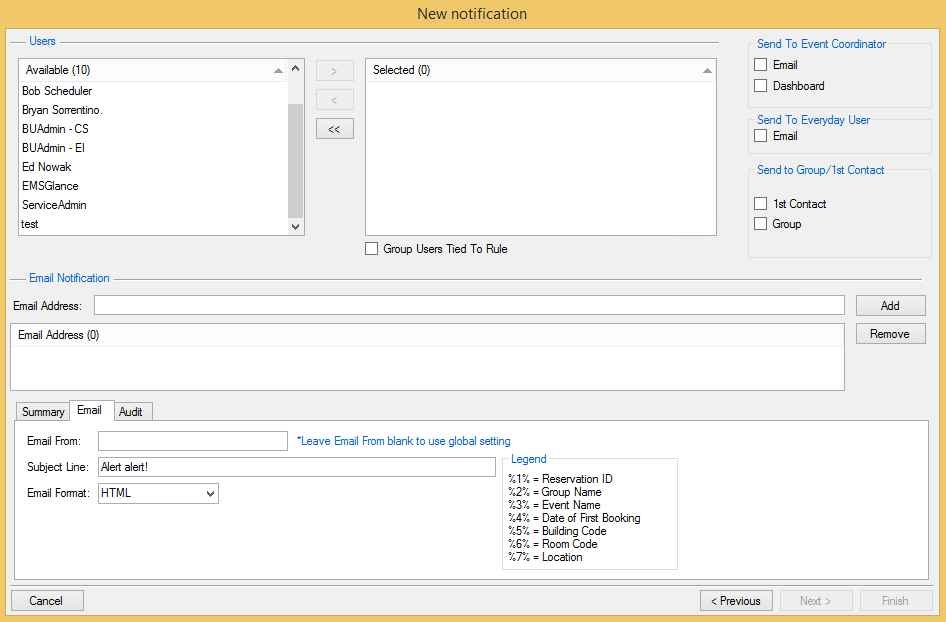 New notification
Users
Available (10)
Bob Scheduler
Bryan Sorrentino.
BUAdmin - CS
BUAdmin - EI
Ed Nowak
EMSGlance
ServiceAdmin
test
>
<
<<
Selected (0)
Group Users Tied To Rule
Send To Event Coordinator
Email
Dashboard
Send To Everyday User
Email
Send to Group/1st Contact
1st Contact
Group
Email Notification
Email Address:
Add
Email Address (0)
Remove
Summary Email Audit
Email From: *Leave Email From blank to use global setting
Subject Line: Alert alert!
Email Format: HTML
Legend
%1% = Reservation ID
%2% = Group Name
%3% = Event Name
%4% = Date of First Booking
%5% = Building Code
%6% = Room Code
%7% = Location
Cancel < Previous Next > Finish